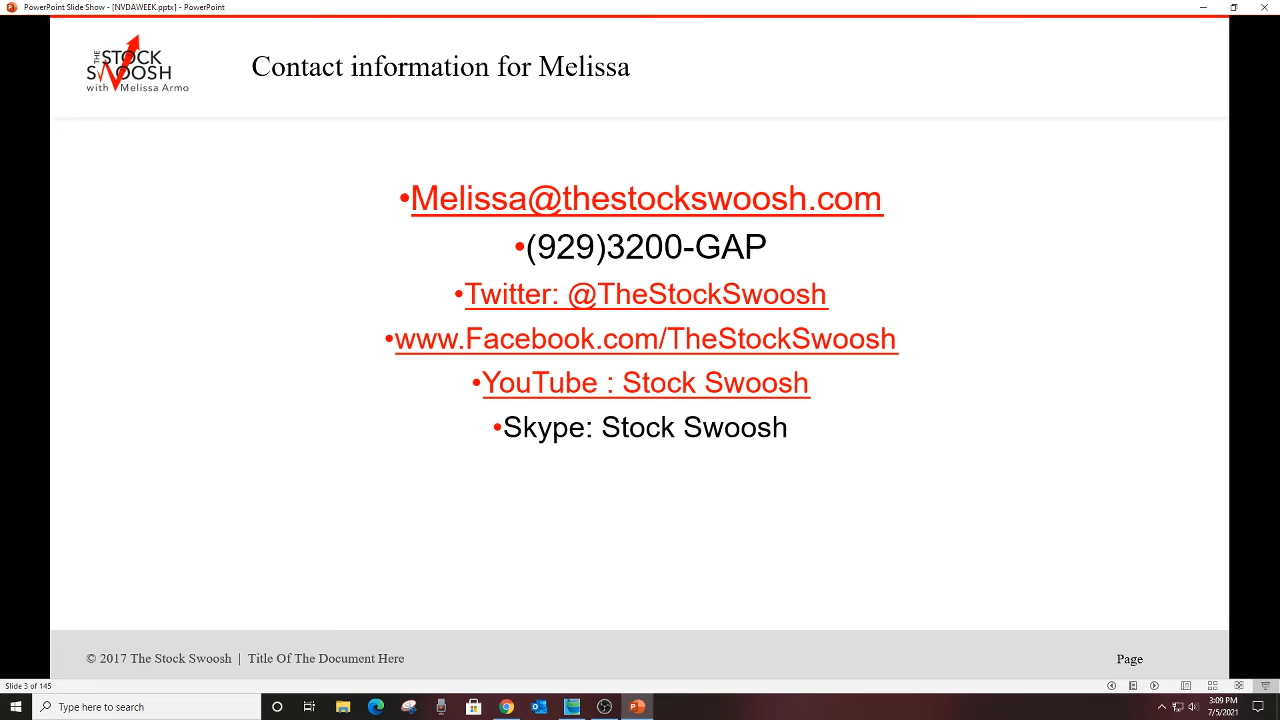 PowerPoint Slide Show - [NVDAWEEK.pptx] - PowerPoint
THE STOCK
SWOOSH
with Melissa Armo
Contact information for Melissa
•Melissa@thestockswoosh.com
•(929)3200-GAP
•Twitter: @TheStockSwoosh
•www.Facebook.com/TheStockSwoosh
•YouTube : Stock Swoosh
•Skype: Stock Swoosh
© 2017 The Stock Swoosh | Title Of The Document Here
Page
Slide 3 of 145
Type here to search
3:09 PM
7/5/2021